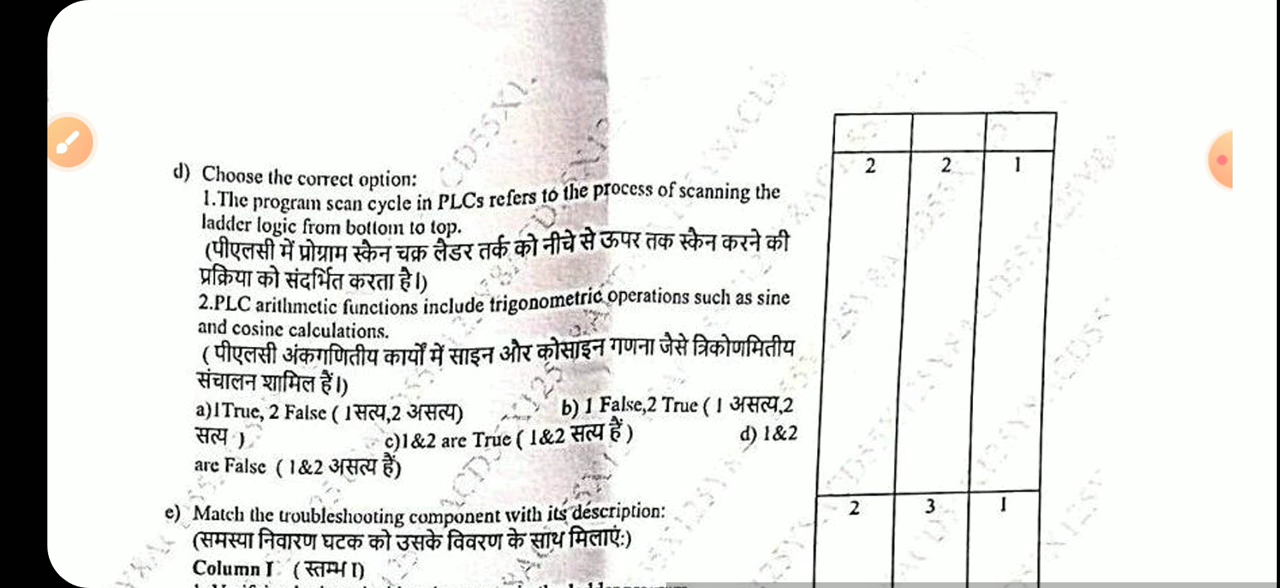 d) Choose the correct option:
1.The program scan cycle in PLCs refers to the process of scanning the
ladder logic from bottom to top.
(पीएलसी में प्रोग्राम स्कैन चक्र लैडर तर्क को नीचे से ऊपर तक स्कैन करने की
प्रक्रिया को संदर्भित करता है।)
2.PLC arithmetic functions include trigonometric operations such as sine
and cosine calculations.
( पीएलसी अंकगणितीय कार्यों में साइन और कोसाइन गणना जैसे त्रिकोणमितीय
संचालन शामिल हैं।)
a)1True, 2 False ( 1सत्य,2 असत्य) b) 1 False,2 True ( 1 असत्य,2
सत्य ) c)1&2 are True ( 1&2 सत्य हैं ) d) 1&2
are False ( 1&2 असत्य हैं)
2 2 1
e) Match the troubleshooting component with its description:
(समस्या निवारण घटक को उसके विवरण के साथ मिलाएं:)
Column I (स्तम्भ I)
2 3 1